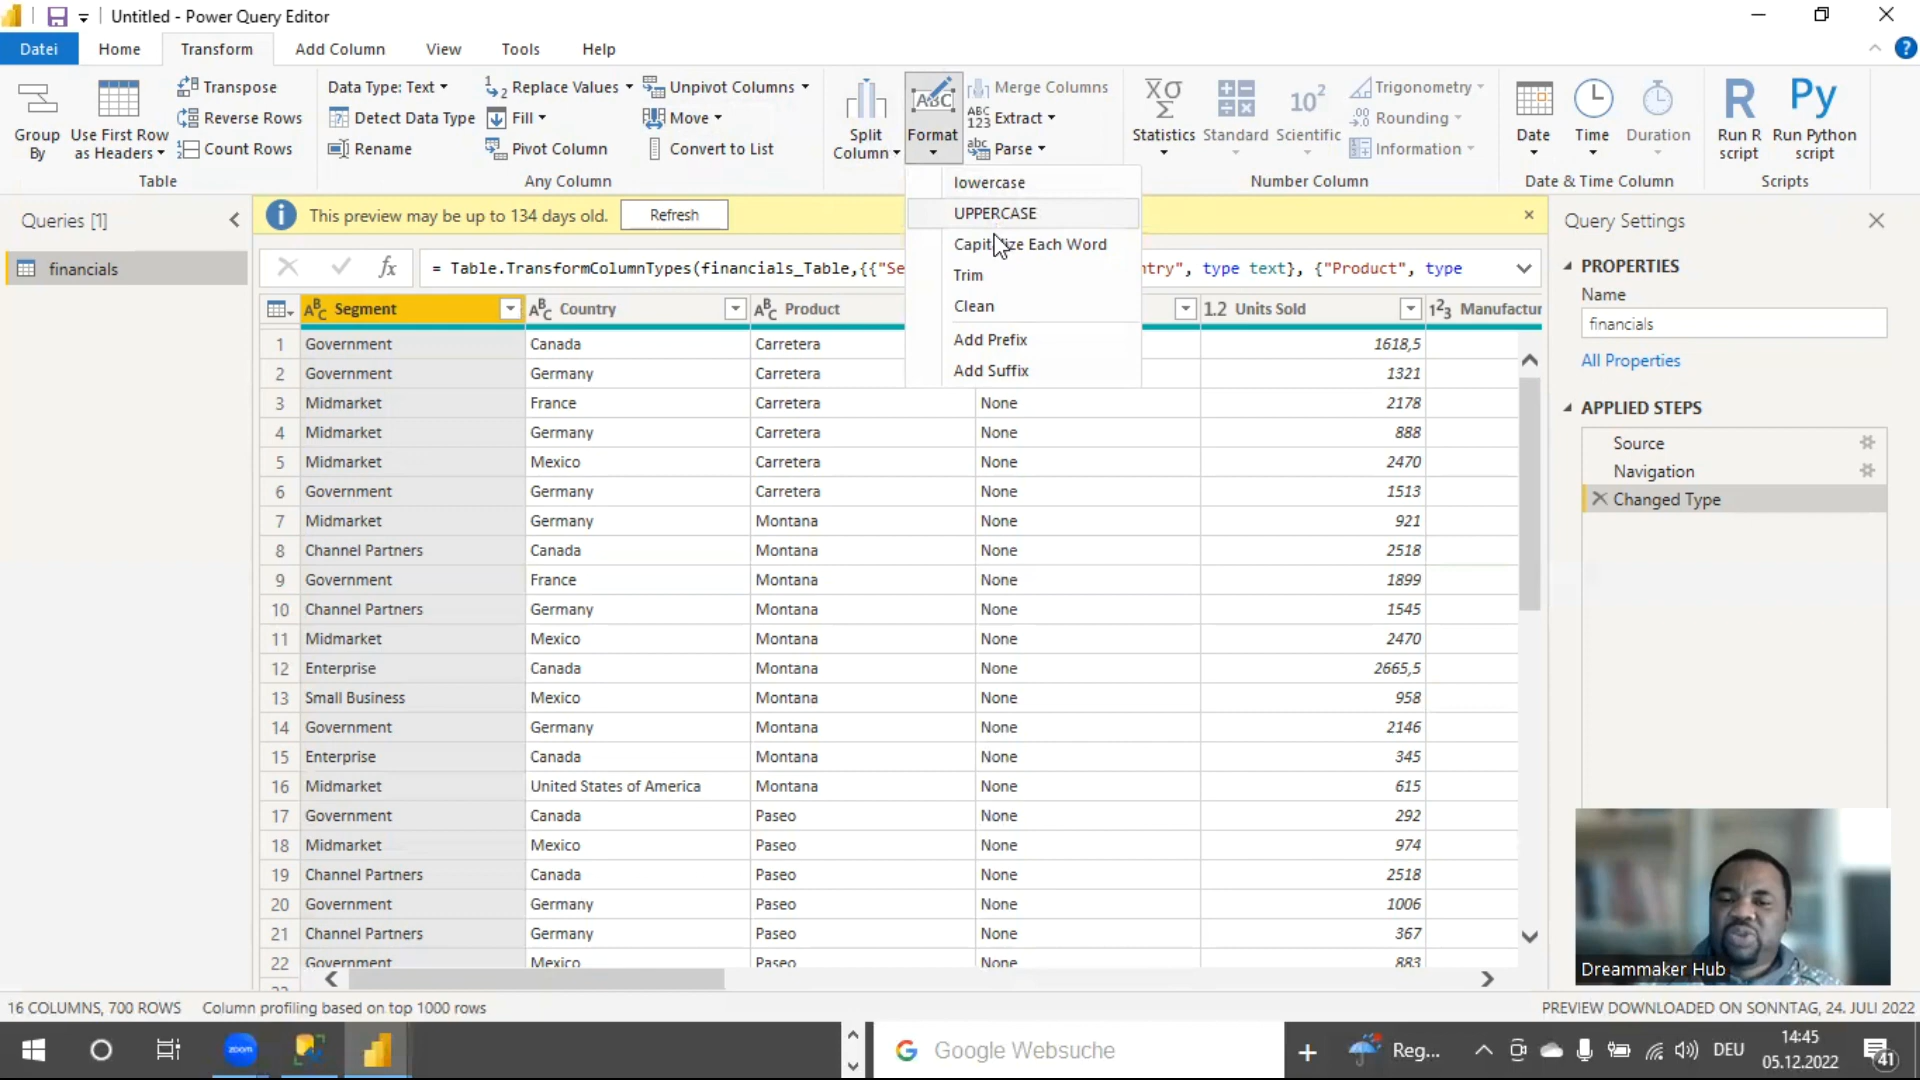 Untitled - Power Query Editor
Datei Home Transform Add Column View Tools Help
Group By
Use First Row as Headers
Transpose
Reverse Rows
Count Rows
Table
Data Type: Text
Detect Data Type
Rename
Replace Values
Fill
Pivot Column
Unpivot Columns
Move
Convert to List
Any Column
Split Column
ABC
Format
Merge Columns
ABC 123 Extract
abc Parse
ΧΣ
σ
Statistics
Standard
10²
Scientific
Trigonometry
Rounding
Information
Number Column
Date
Time
Duration
Date & Time Column
R
Run R script
Py
Run Python script
Scripts
lowercase
UPPERCASE
Capitalize Each Word
Trim
Clean
Add Prefix
Add Suffix
Queries [1]
financials
This preview may be up to 134 days old. Refresh
fx = Table.TransformColumnTypes(financials_Table,{{"Se ntry", type text}, {"Product", type
Segment Country Product 1.2 Units Sold 123 Manufactur
1 Government Canada Carretera 1618,5
2 Government Germany Carretera 1321
3 Midmarket France Carretera None 2178
4 Midmarket Germany Carretera None 888
5 Midmarket Mexico Carretera None 2470
6 Government Germany Carretera None 1513
7 Midmarket Germany Montana None 921
8 Channel Partners Canada Montana None 2518
9 Government France Montana None 1899
10 Channel Partners Germany Montana None 1545
11 Midmarket Mexico Montana None 2470
12 Enterprise Canada Montana None 2665,5
13 Small Business Mexico Montana None 958
14 Government Germany Montana None 2146
15 Enterprise Canada Montana None 345
16 Midmarket United States of America Montana None 615
17 Government Canada Paseo None 292
18 Midmarket Mexico Paseo None 974
19 Channel Partners Canada Paseo None 2518
20 Government Germany Paseo None 1006
21 Channel Partners Germany Paseo None 367
22 Government Mexico Paseo None 883
Query Settings
PROPERTIES
Name
financials
All Properties
APPLIED STEPS
Source
Navigation
Changed Type
Dreammaker Hub
16 COLUMNS, 700 ROWS Column profiling based on top 1000 rows
PREVIEW DOWNLOADED ON SONNTAG, 24. JULI 2022
zoom
Google Websuche
Reg...
DEU
14:45
05.12.2022
41